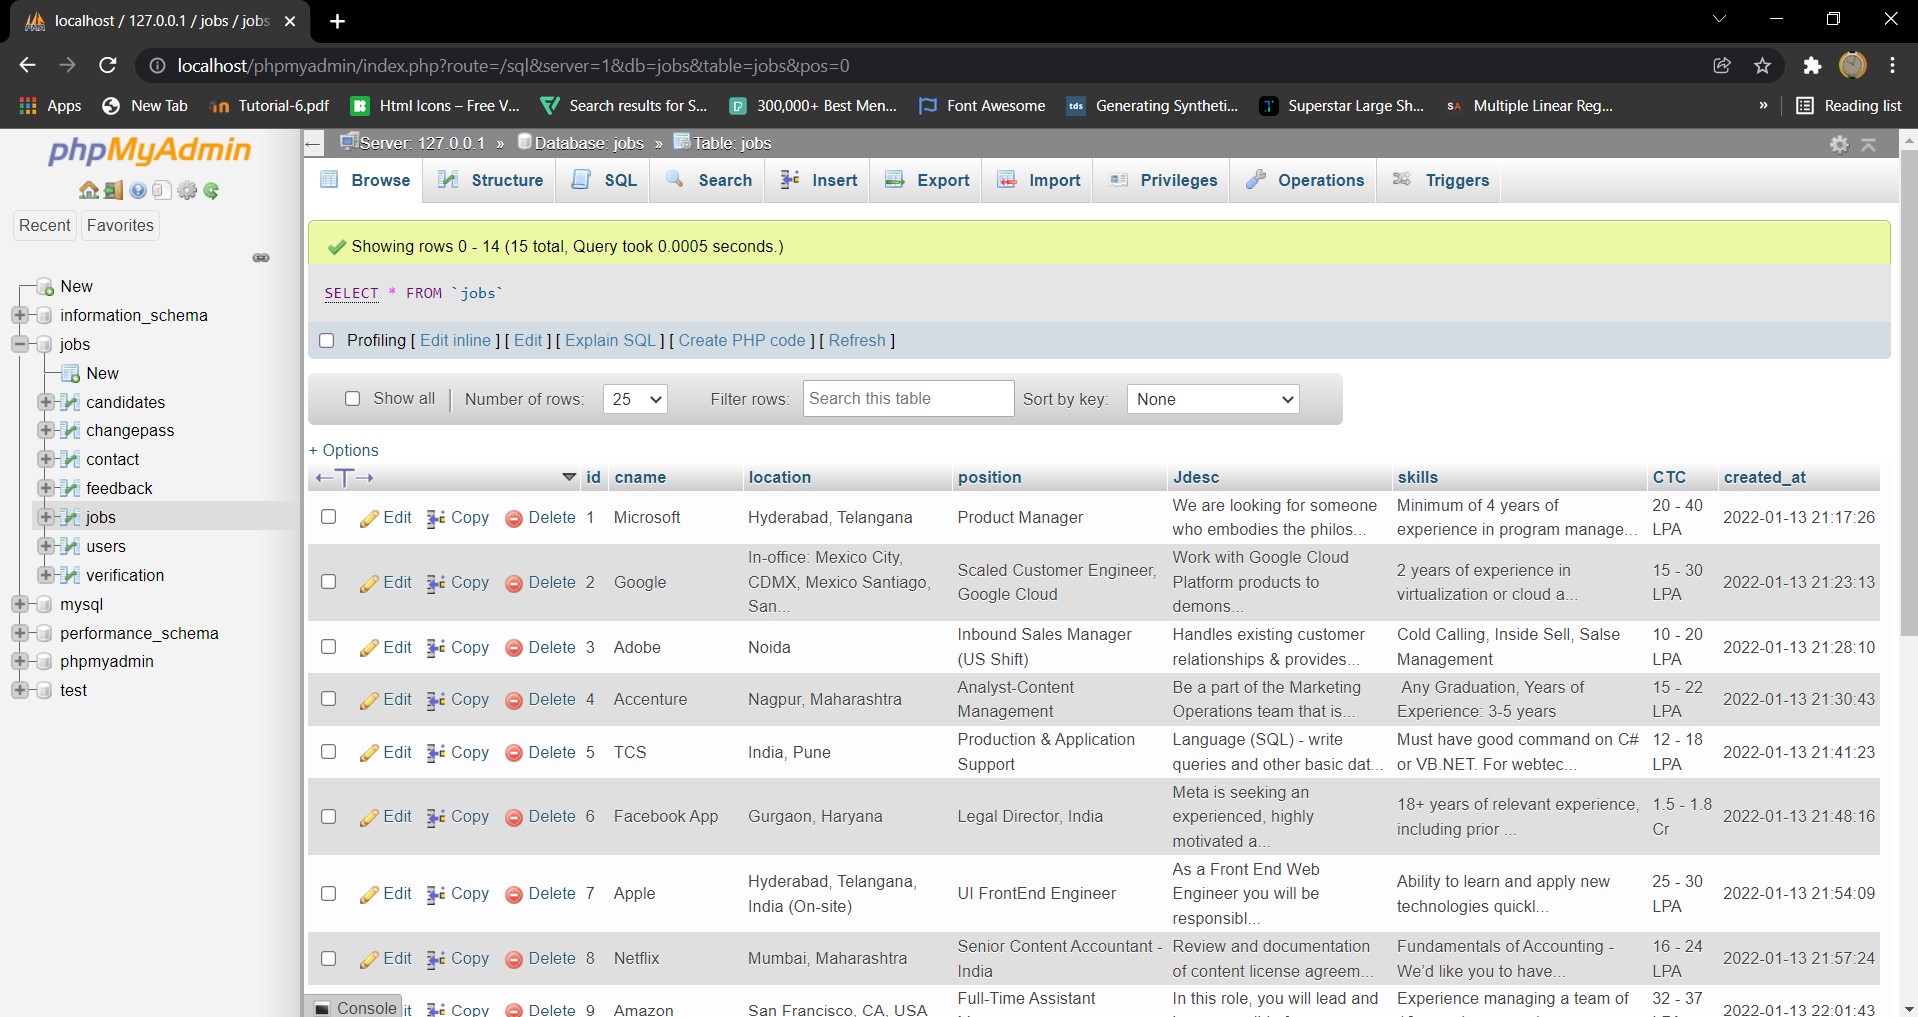 localhost / 127.0.0.1 / jobs / jobs
localhost/phpmyadmin/index.php?route=/sql&server=1&db=jobs&table=jobs&pos=0
Apps New Tab Tutorial-6.pdf Html Icons – Free V... Search results for S... 300,000+ Best Men... Font Awesome tds Generating Syntheti... Superstar Large Sh... SA Multiple Linear Reg... » Reading list
phpMyAdmin
Recent Favorites
New
information_schema
jobs
New
candidates
changepass
contact
feedback
jobs
users
verification
mysql
performance_schema
phpmyadmin
test
Server: 127.0.0.1 » Database: jobs » Table: jobs
Browse Structure SQL Search Insert Export Import Privileges Operations Triggers
Showing rows 0 - 14 (15 total, Query took 0.0005 seconds.)
SELECT * FROM `jobs`
Profiling [ Edit inline ] [ Edit ] [ Explain SQL ] [ Create PHP code ] [ Refresh ]
Show all Number of rows: 25 Filter rows: Search this table Sort by key: None
+ Options
←T→ id cname location position Jdesc skills CTC created_at
Edit Copy Delete 1 Microsoft Hyderabad, Telangana Product Manager We are looking for someone who embodies the philos... Minimum of 4 years of experience in program manage... 20 - 40 LPA 2022-01-13 21:17:26
Edit Copy Delete 2 Google In-office: Mexico City, CDMX, Mexico Santiago, San... Scaled Customer Engineer, Google Cloud Work with Google Cloud Platform products to demons... 2 years of experience in virtualization or cloud a... 15 - 30 LPA 2022-01-13 21:23:13
Edit Copy Delete 3 Adobe Noida Inbound Sales Manager (US Shift) Handles existing customer relationships & provides... Cold Calling, Inside Sell, Salse Management 10 - 20 LPA 2022-01-13 21:28:10
Edit Copy Delete 4 Accenture Nagpur, Maharashtra Analyst-Content Management Be a part of the Marketing Operations team that is... Any Graduation, Years of Experience: 3-5 years 15 - 22 LPA 2022-01-13 21:30:43
Edit Copy Delete 5 TCS India, Pune Production & Application Support Language (SQL) - write queries and other basic dat... Must have good command on C# or VB.NET. For webtec... 12 - 18 LPA 2022-01-13 21:41:23
Edit Copy Delete 6 Facebook App Gurgaon, Haryana Legal Director, India Meta is seeking an experienced, highly motivated a... 18+ years of relevant experience, including prior ... 1.5 - 1.8 Cr 2022-01-13 21:48:16
Edit Copy Delete 7 Apple Hyderabad, Telangana, India (On-site) UI FrontEnd Engineer As a Front End Web Engineer you will be responsibl... Ability to learn and apply new technologies quickl... 25 - 30 LPA 2022-01-13 21:54:09
Edit Copy Delete 8 Netflix Mumbai, Maharashtra Senior Content Accountant - India Review and documentation of content license agreem... Fundamentals of Accounting - We'd like you to have... 16 - 24 LPA 2022-01-13 21:57:24
Copy Delete 9 Amazon San Francisco, CA, USA Full-Time Assistant In this role, you will lead and Experience managing a team of 32 - 37 2022-01-13 22:01:43
Console